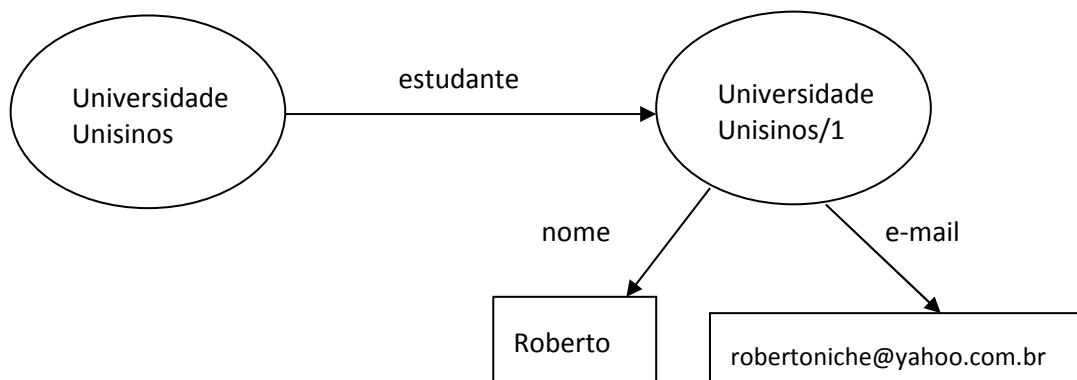 Universidade
Unisinos
estudante
Universidade
Unisinos/1
nome
e-mail
Roberto
robertoniche@yahoo.com.br